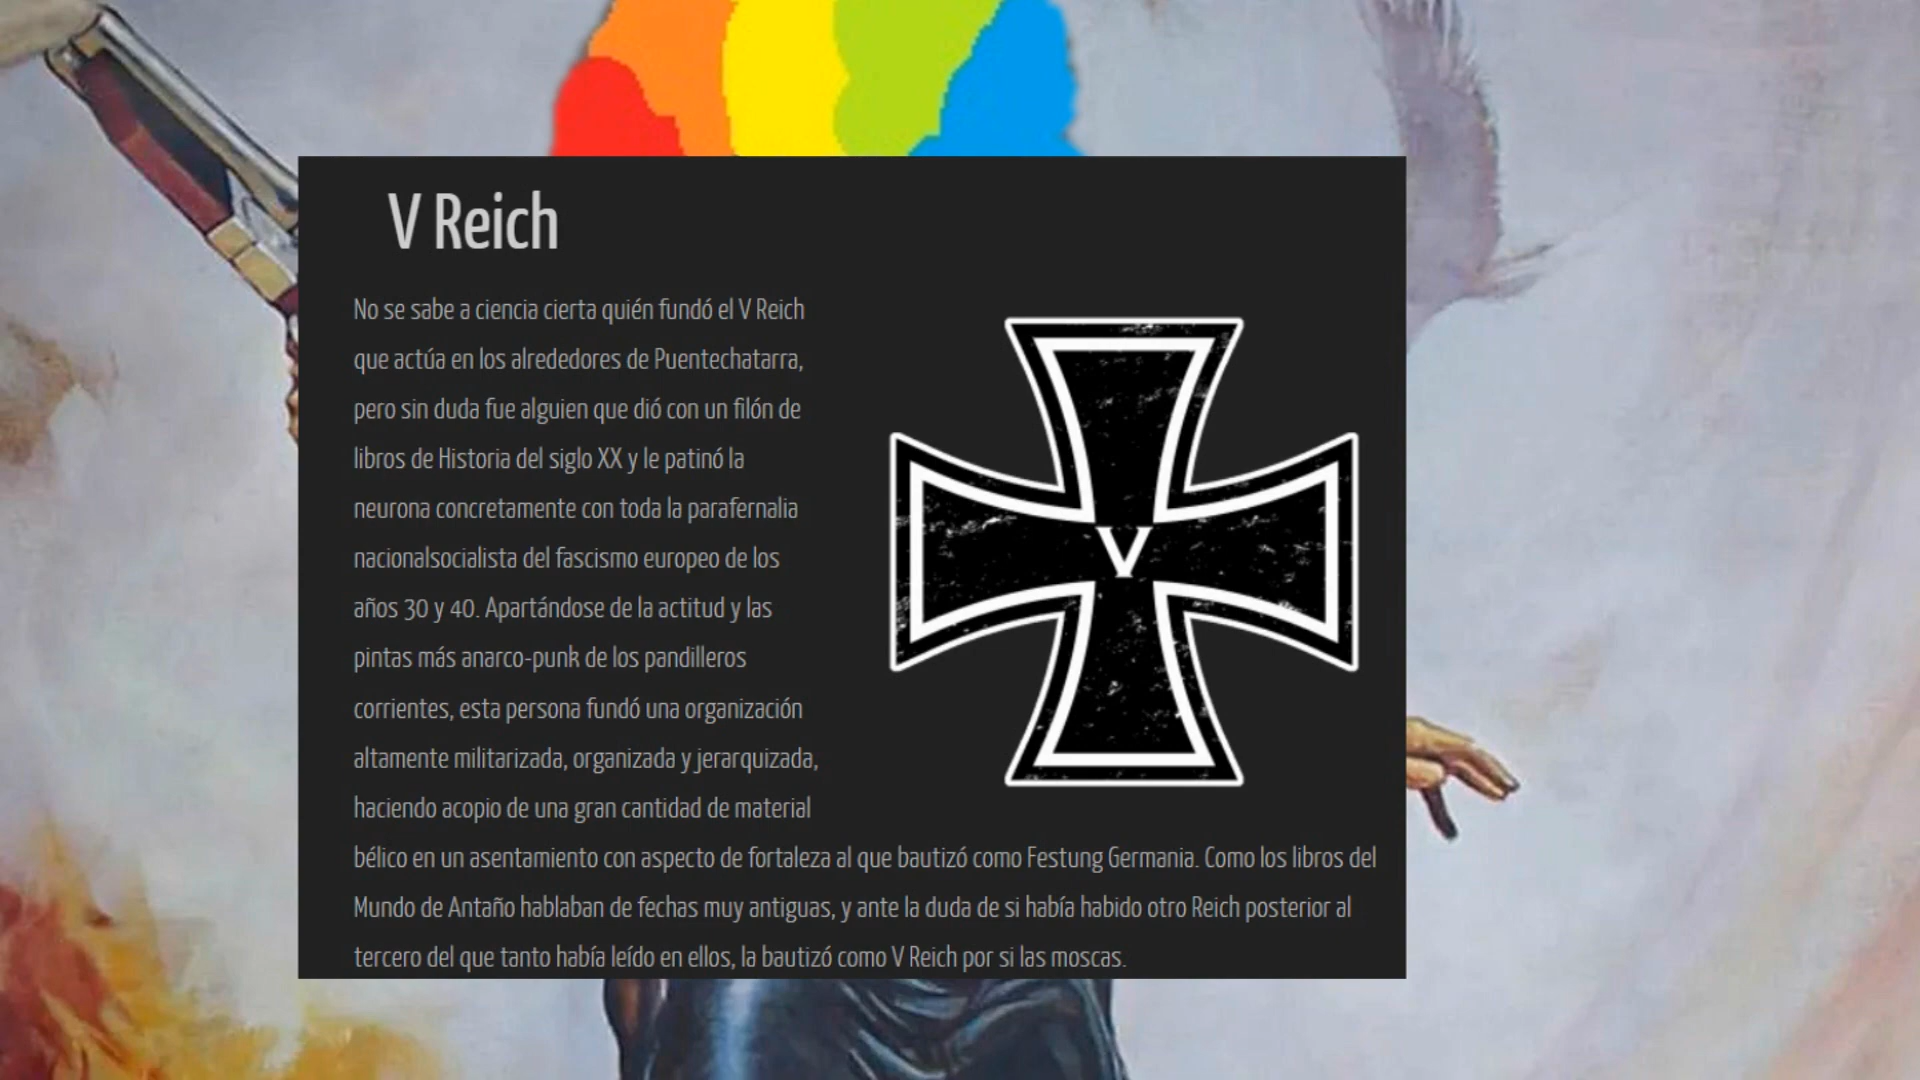 V Reich
No se sabe a ciencia cierta quién fundó el V Reich
que actúa en los alrededores de Puentechatarra,
pero sin duda fue alguien que dió con un filón de
libros de Historia del siglo XX y le patinó la
neurona concretamente con toda la parafernalia
nacionalsocialista del fascismo europeo de los
años 30 y 40. Apartándose de la actitud y las
pintas más anarco-punk de los pandilleros
corrientes, esta persona fundó una organización
altamente militarizada, organizada y jerarquizada,
haciendo acopio de una gran cantidad de material
bélico en un asentamiento con aspecto de fortaleza al que bautizó como Festung Germania. Como los libros del
Mundo de Antaño hablaban de fechas muy antiguas, y ante la duda de si había habido otro Reich posterior al
tercero del que tanto había leído en ellos, la bautizó como V Reich por si las moscas.
V